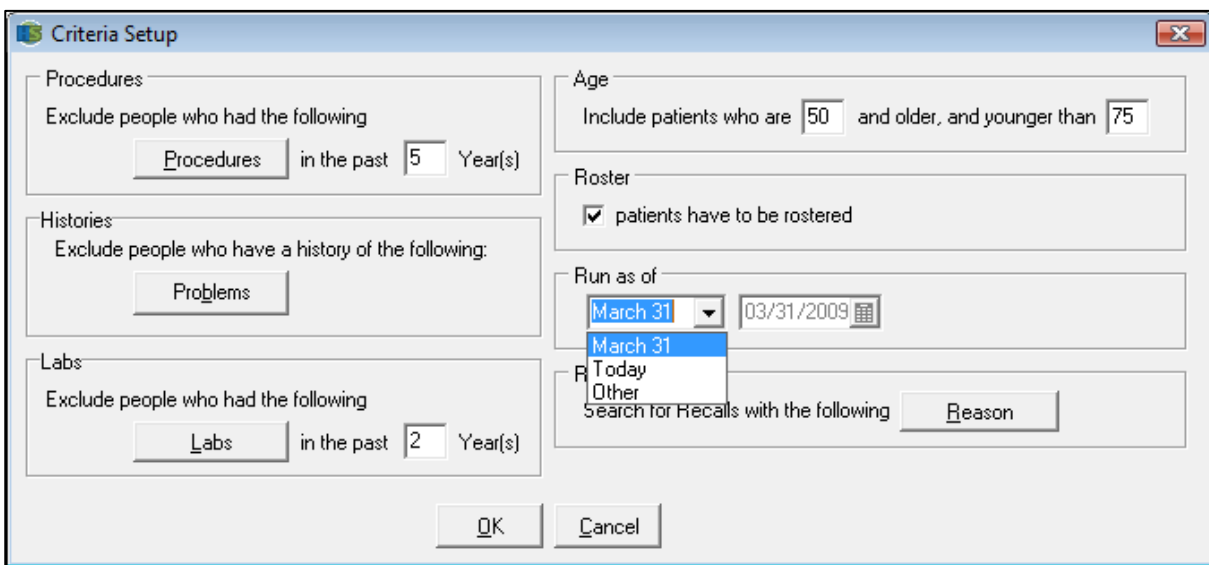 Criteria Setup
Procedures
Exclude people who had the following
Procedures in the past 5 Year(s)
Histories
Exclude people who have a history of the following:
Problems
Labs
Exclude people who had the following
Labs in the past 2 Year(s)
Age
Include patients who are 50 and older, and younger than 75
Roster
patients have to be rostered
Run as of
March 31 03/31/2009
March 31
Today
Other
Search for Recalls with the following Reason
OK Cancel